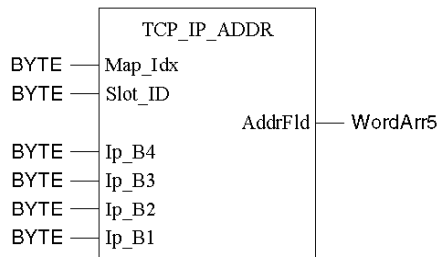 TCP_IP_ADDR
BYTE Map_Idx
BYTE Slot_ID
AddrFld WordArr5
BYTE Ip_B4
BYTE Ip_B3
BYTE Ip_B2
BYTE Ip_B1